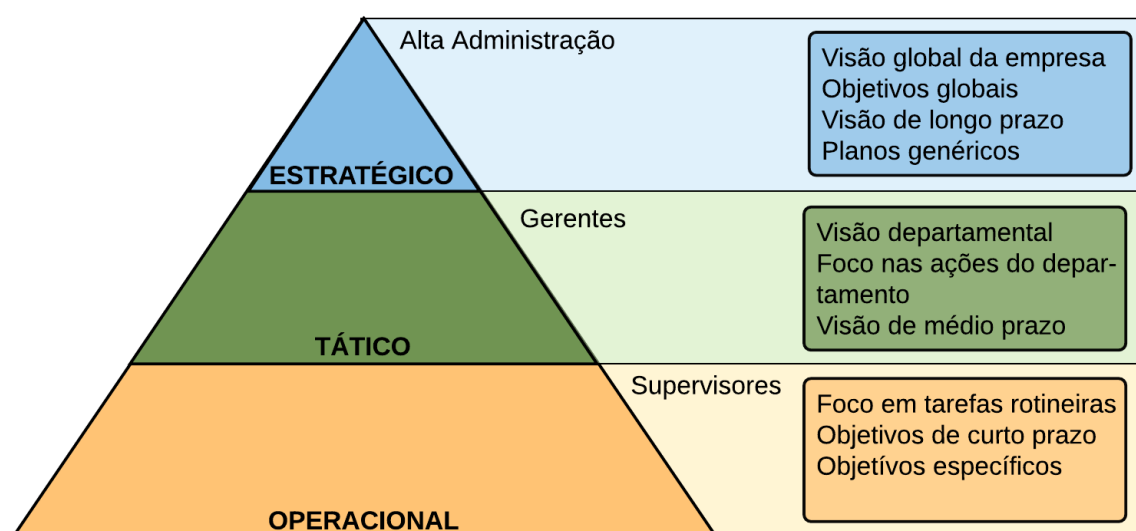 Alta Administração
Visão global da empresa
Objetivos globais
Visão de longo prazo
Planos genéricos
ESTRATÉGICO
Gerentes
Visão departamental
Foco nas ações do depar-
tamento
Visão de médio prazo
TÁTICO
Supervisores
Foco em tarefas rotineiras
Objetivos de curto prazo
Objetívos específicos
OPERACIONAL